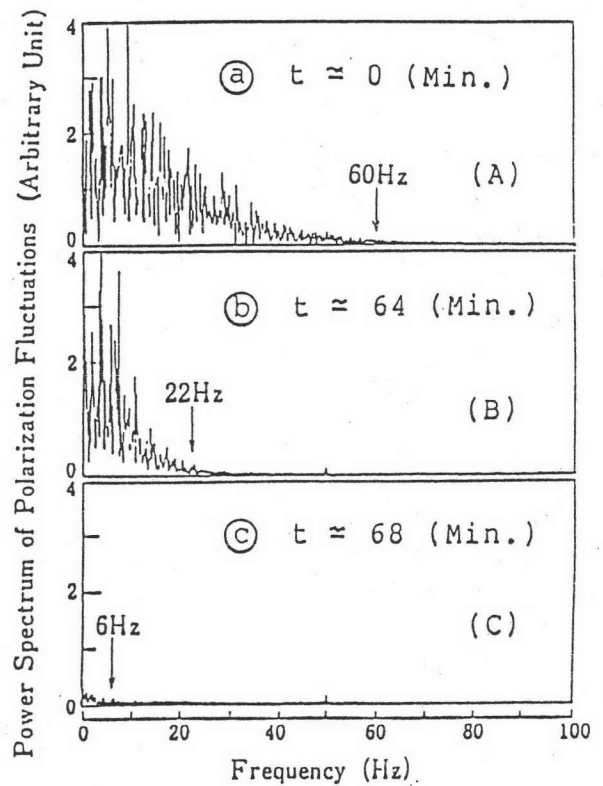 Power Spectrum of Polarization Fluctuations (Arbitrary Unit)
4
2
0
ⓐ t ≃ 0 (Min.)
60Hz
(A)
4
2
0
ⓑ t ≃ 64 (Min.)
22Hz
(B)
4
2
0
ⓒ t ≃ 68 (Min.)
6Hz
(C)
0 20 40 60 80 100
Frequency (Hz)